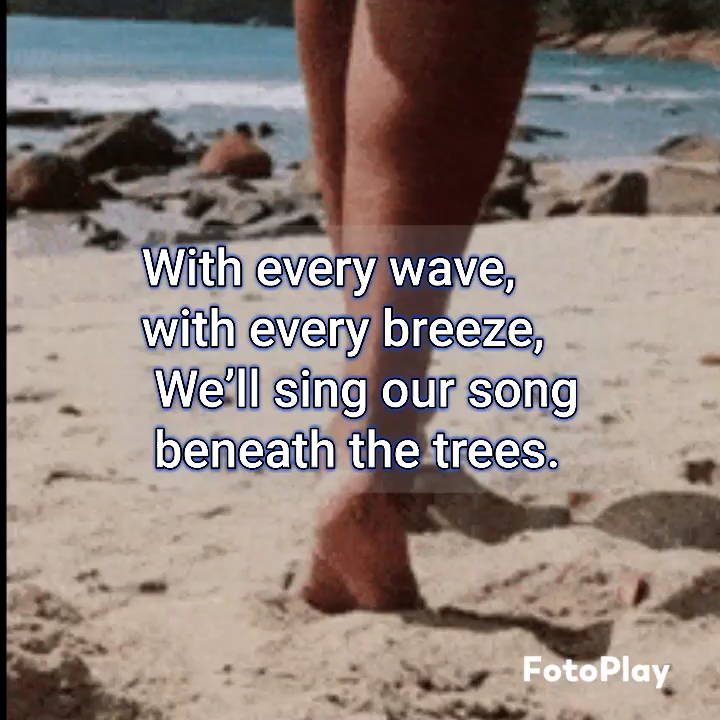 With every wave,
with every breeze,
We’ll sing our song
beneath the trees.
FotoPlay